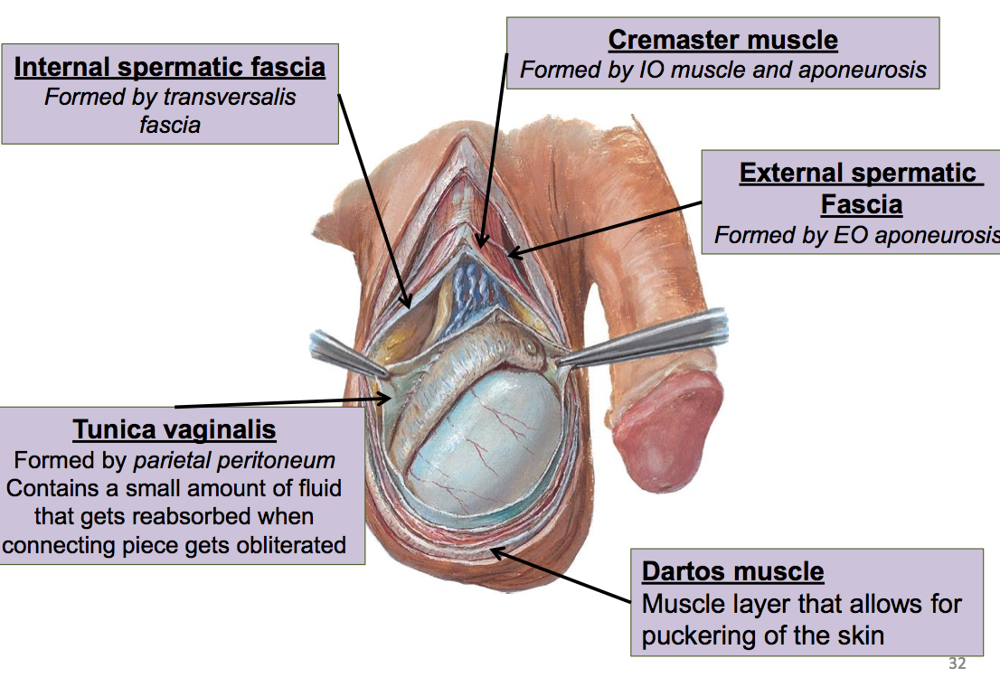 Cremaster muscle
Formed by IO muscle and aponeurosis
Internal spermatic fascia
Formed by transversalis
fascia
External spermatic
Fascia
Formed by EO aponeurosis
Tunica vaginalis
Formed by parietal peritoneum
Contains a small amount of fluid
that gets reabsorbed when
connecting piece gets obliterated
Dartos muscle
Muscle layer that allows for
puckering of the skin
32